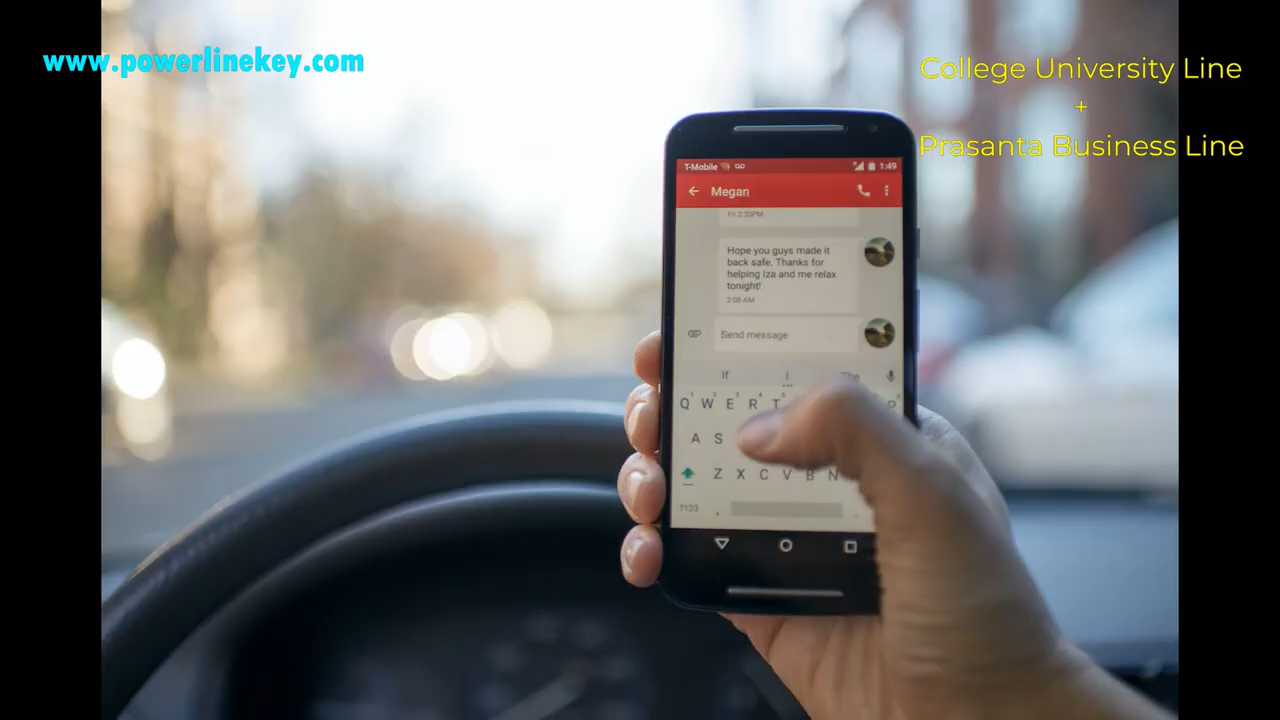 www.powerlinekey.com
College University Line
+
Prasanta Business Line
T-Mobile 1:49
Megan
Fri 2:20PM
Hope you guys made it
back safe. Thanks for
helping Iza and me relax
tonight!
2:08 AM
Send message
If I The
Q W E R T P
A S
Z X C V B N
?123 , .